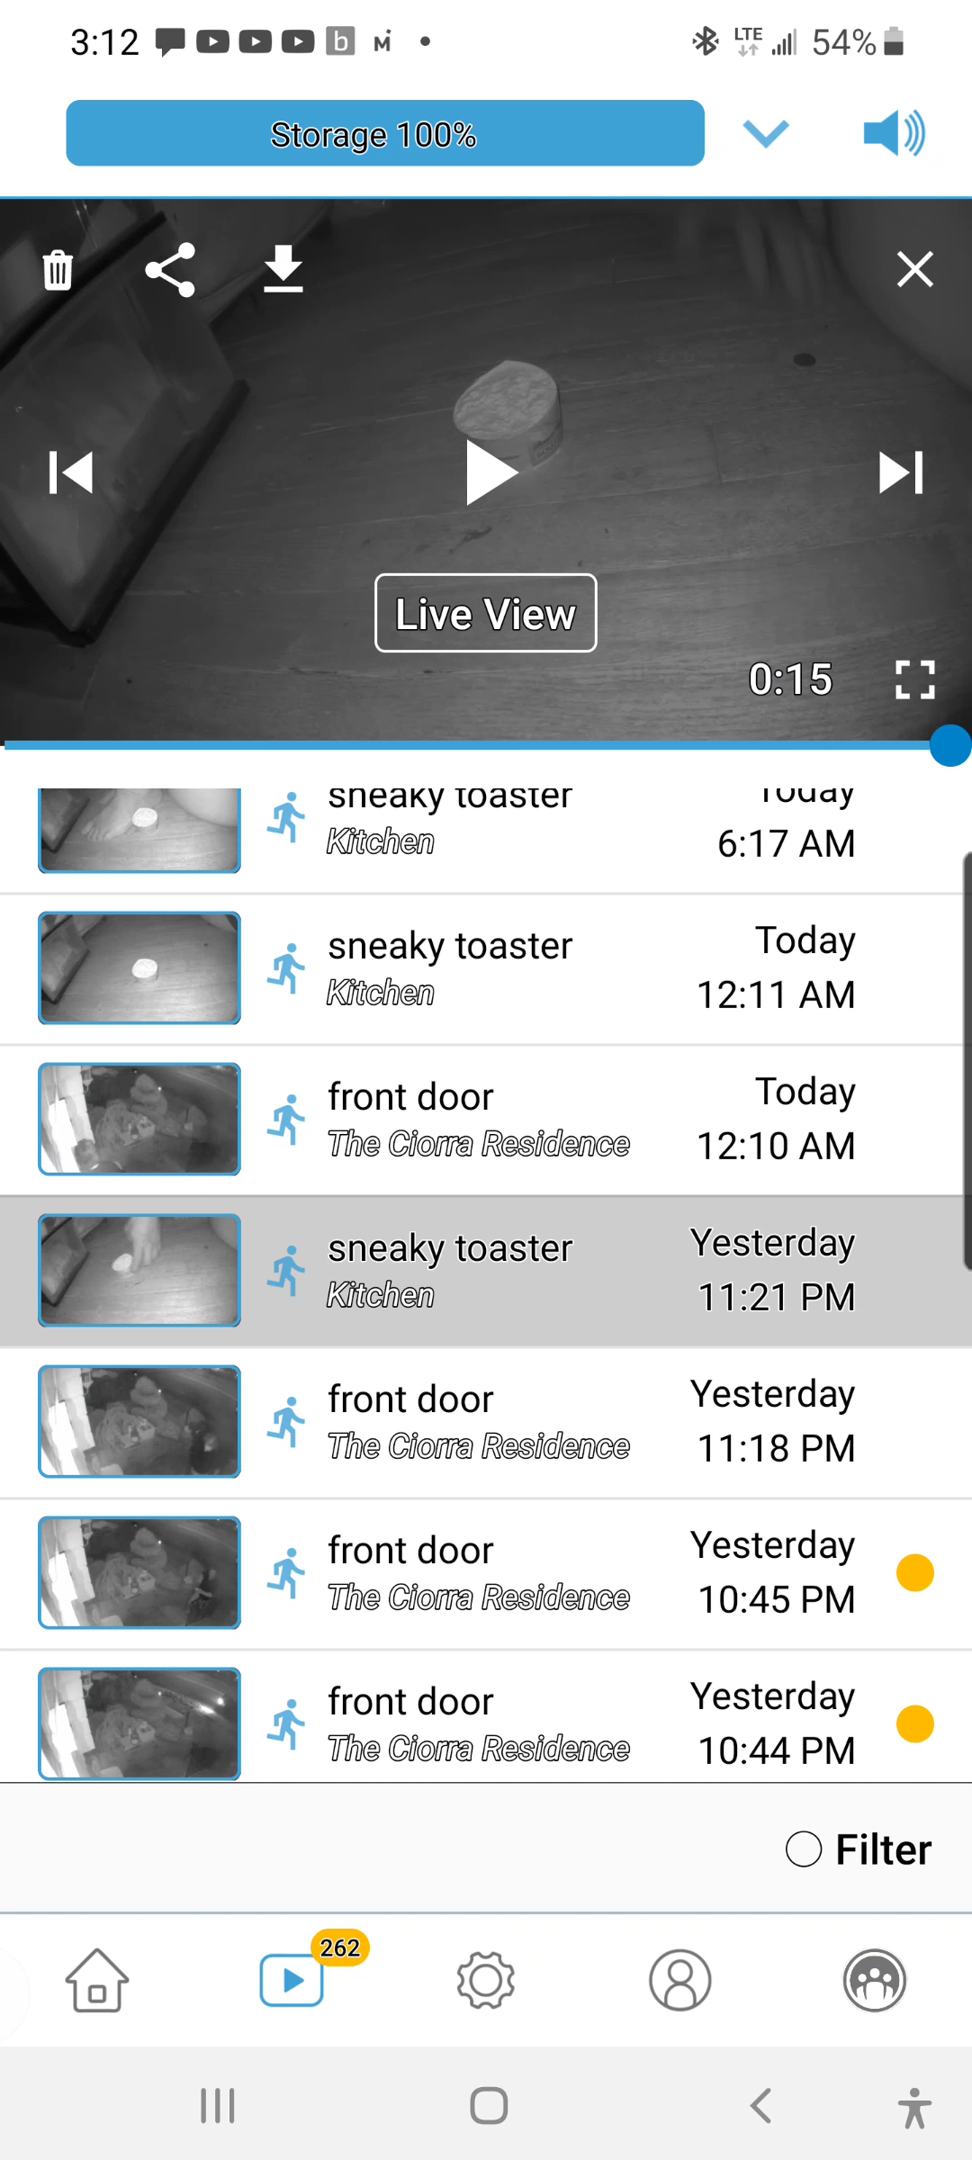 3:12 b M LTE 54%
Storage 100%
Live View
0:15
sneaky toaster Today
Kitchen 6:17 AM
sneaky toaster Today
Kitchen 12:11 AM
front door Today
The Ciorra Residence 12:10 AM
sneaky toaster Yesterday
Kitchen 11:21 PM
front door Yesterday
The Ciorra Residence 11:18 PM
front door Yesterday
The Ciorra Residence 10:45 PM
front door Yesterday
The Ciorra Residence 10:44 PM
Filter
262